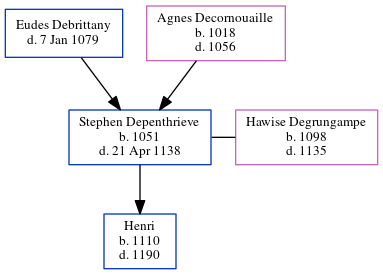 Eudes Debrittany
d. 7 Jan 1079
Agnes Decornouaille
b. 1018
d. 1056
Stephen Depenthrieve
b. 1051
d. 21 Apr 1138
Hawise Degrungampe
b. 1098
d. 1135
Henri
b. 1110
d. 1190